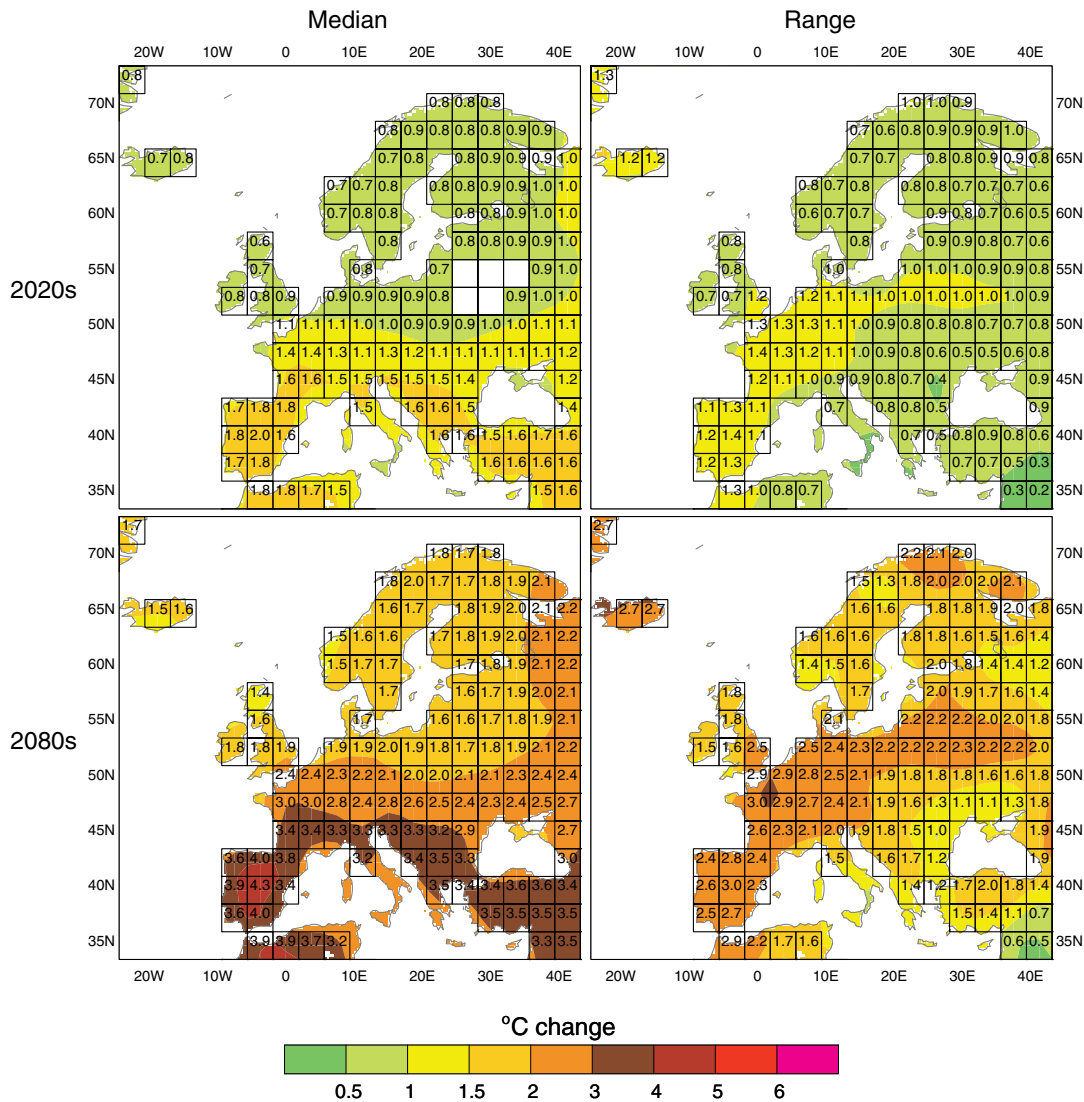 Median Range
20W 10W 0 10E 20E 30E 40E 20W 10W 0 10E 20E 30E 40E
0.8 1.3
70N 0.8 0.8 0.8 1.0 1.0 0.9 70N
0.8 0.9 0.8 0.8 0.8 0.9 0.9 0.7 0.6 0.8 0.9 0.9 0.9 1.0
65N 0.7 0.8 0.7 0.8 0.8 0.9 0.9 0.9 1.0 1.2 1.2 0.7 0.7 0.8 0.8 0.9 0.9 0.8 65N
0.7 0.7 0.8 0.8 0.8 0.9 0.9 1.0 1.0 0.8 0.7 0.8 0.8 0.8 0.7 0.7 0.7 0.6
60N 0.7 0.8 0.8 0.8 0.8 0.9 1.0 1.0 0.6 0.7 0.7 0.9 0.8 0.7 0.6 0.5 60N
0.6 0.8 0.8 0.8 0.9 0.9 1.0 0.8 0.8 0.9 0.9 0.8 0.7 0.6
55N 0.7 0.8 0.7 0.9 1.0 0.8 1.0 1.0 1.0 1.0 0.9 0.9 0.8 55N
2020s
0.8 0.8 0.9 0.9 0.9 0.9 0.9 0.8 0.9 1.0 1.0 0.7 0.7 1.2 1.2 1.1 1.1 1.0 1.0 1.0 1.0 1.0 1.0 0.9
50N 1.1 1.1 1.1 1.0 1.0 0.9 0.9 0.9 1.0 1.0 1.1 1.1 1.3 1.3 1.1 1.1 1.0 0.9 0.8 0.8 0.8 0.7 0.7 0.8 50N
1.4 1.4 1.3 1.1 1.3 1.2 1.1 1.1 1.1 1.1 1.1 1.2 1.4 1.3 1.2 1.1 1.0 0.9 0.8 0.6 0.5 0.5 0.6 0.8
45N 1.6 1.6 1.5 1.5 1.5 1.5 1.5 1.4 1.2 1.2 1.1 1.0 0.9 0.9 0.8 0.7 0.4 0.9 45N
1.7 1.8 1.8 1.5 1.6 1.6 1.5 1.4 1.1 1.3 1.1 0.7 0.8 0.8 0.5 0.9
40N 1.8 2.0 1.6 1.6 1.6 1.5 1.6 1.7 1.6 1.2 1.4 1.1 0.7 0.5 0.8 0.9 0.8 0.6 40N
1.7 1.8 1.6 1.6 1.6 1.6 1.2 1.3 0.7 0.7 0.5 0.3
35N 1.8 1.8 1.7 1.5 1.5 1.6 1.3 1.0 0.8 0.7 0.3 0.2 35N
1.7 2.7
70N 1.8 1.7 1.8 2.2 2.1 2.0 70N
1.8 2.0 1.7 1.7 1.8 1.9 2.1 1.5 1.3 1.8 2.0 2.0 2.0 2.1
65N 1.5 1.6 1.6 1.7 1.8 1.9 2.0 2.1 2.2 2.7 2.7 1.6 1.6 1.8 1.8 1.9 2.0 1.8 65N
1.5 1.6 1.6 1.7 1.8 1.9 2.0 2.1 2.2 1.6 1.6 1.6 1.8 1.8 1.6 1.5 1.6 1.4
60N 1.5 1.7 1.7 1.7 1.8 1.9 2.1 2.2 1.4 1.5 1.6 2.0 1.8 1.4 1.4 1.2 60N
1.4 1.7 1.6 1.7 1.9 2.0 2.1 1.8 1.7 2.0 1.9 1.7 1.6 1.4
55N 1.6 1.7 1.6 1.6 1.7 1.8 1.9 2.1 1.8 2.1 2.2 2.2 2.2 2.0 2.0 1.8 55N
2080s
1.8 1.8 1.9 1.9 1.9 2.0 1.9 1.8 1.7 1.8 1.9 2.1 2.2 1.5 1.6 2.5 2.5 2.4 2.3 2.2 2.2 2.2 2.3 2.2 2.2 2.0
50N 2.4 2.4 2.3 2.2 2.1 2.0 2.0 2.1 2.1 2.3 2.4 2.4 2.9 2.9 2.8 2.5 2.1 1.9 1.8 1.8 1.8 1.6 1.6 1.8 50N
3.0 3.0 2.8 2.4 2.8 2.6 2.5 2.4 2.3 2.4 2.5 2.7 3.0 2.9 2.7 2.4 2.1 1.9 1.6 1.3 1.1 1.1 1.3 1.8
45N 3.4 3.4 3.3 3.3 3.3 3.3 3.2 2.9 2.7 2.6 2.3 2.1 2.0 1.9 1.8 1.5 1.0 1.9 45N
3.6 4.0 3.8 3.2 3.4 3.5 3.3 3.0 2.4 2.8 2.4 1.5 1.6 1.7 1.2 1.9
40N 3.9 4.3 3.4 3.5 3.4 3.4 3.6 3.6 3.4 2.6 3.0 2.3 1.4 1.2 1.7 2.0 1.8 1.4 40N
3.6 4.0 3.5 3.5 3.5 3.5 2.5 2.7 1.5 1.4 1.1 0.7
35N 3.9 3.9 3.7 3.2 3.3 3.5 2.9 2.2 1.7 1.6 0.6 0.5 35N
20W 10W 0 10E 20E 30E 40E 20W 10W 0 10E 20E 30E 40E
°C change
0.5 1 1.5 2 3 4 5 6